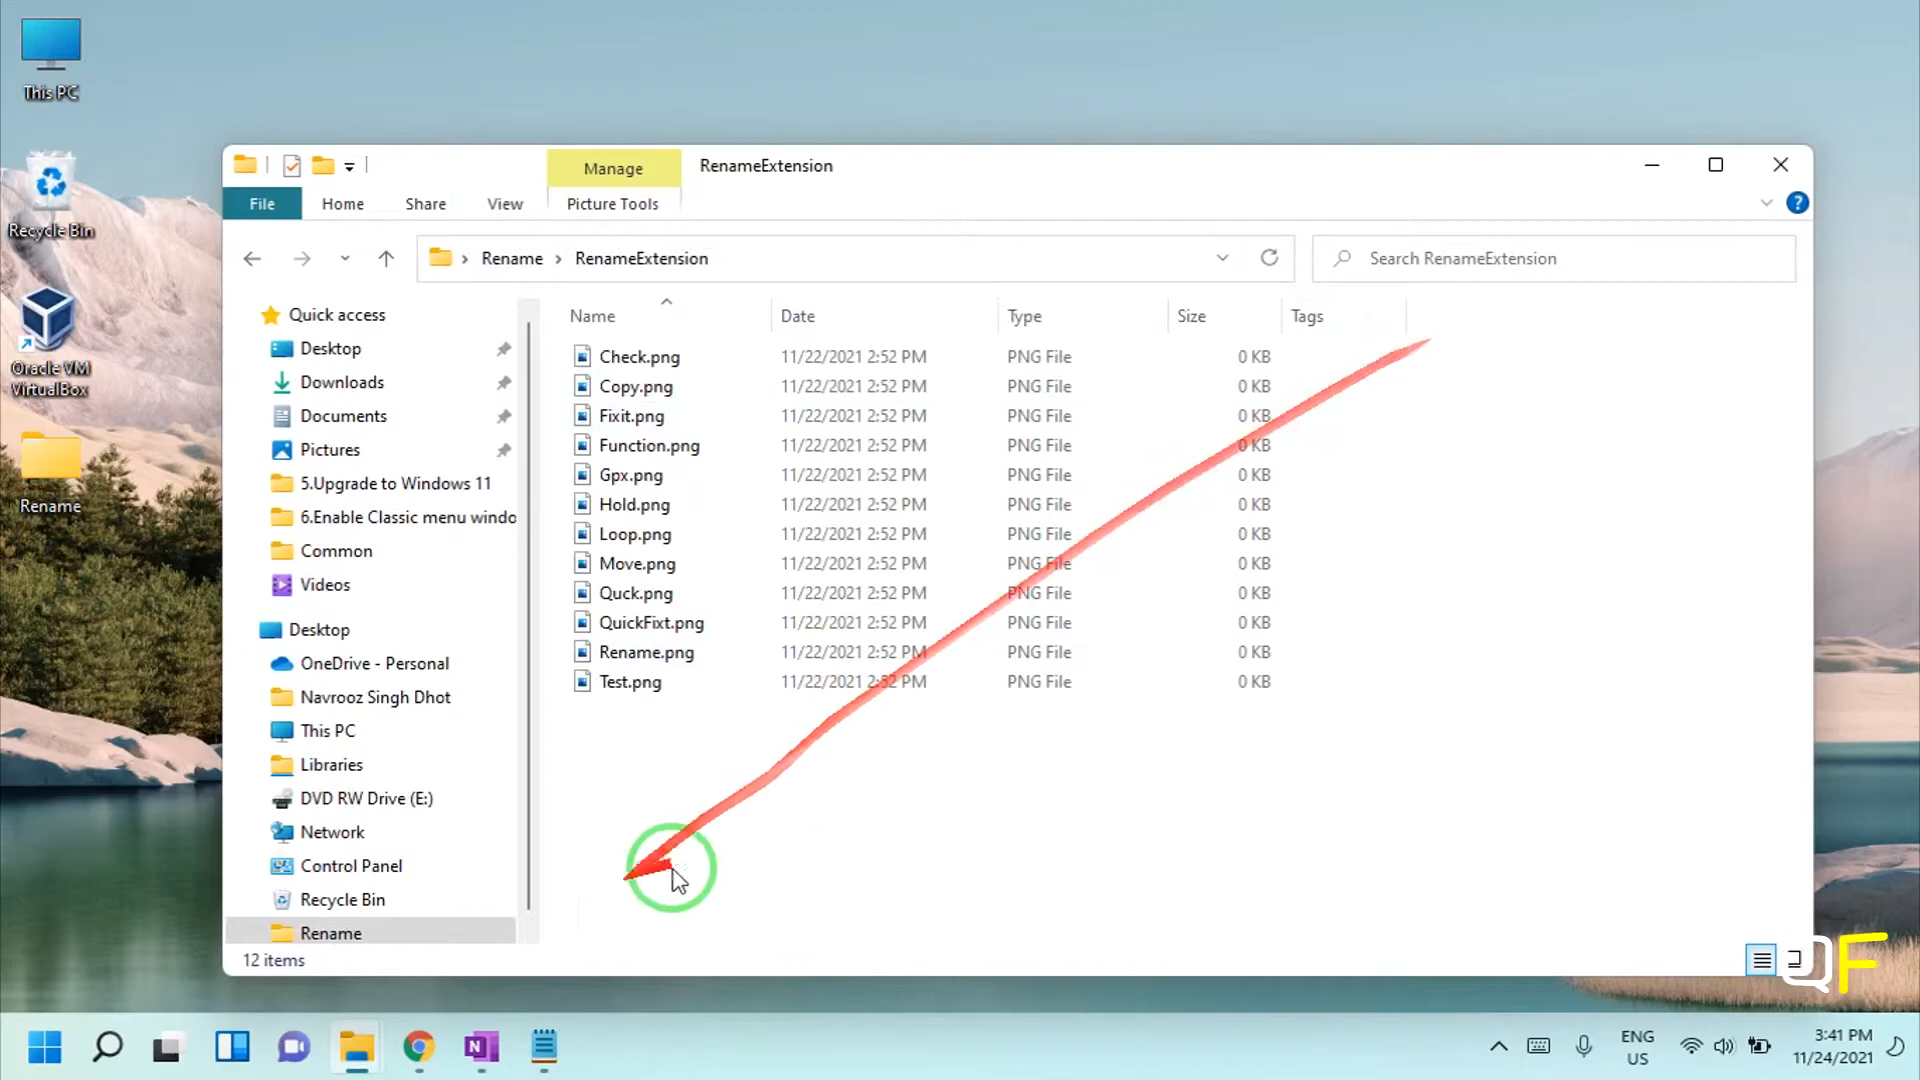 This PC
Recycle Bin
Oracle VM
VirtualBox
Rename
Manage
RenameExtension
File
Home
Share
View
Picture Tools
Rename
RenameExtension
Search RenameExtension
Quick access
Desktop
Downloads
Documents
Pictures
5.Upgrade to Windows 11
6.Enable Classic menu windo
Common
Videos
Desktop
OneDrive - Personal
Navrooz Singh Dhot
This PC
Libraries
DVD RW Drive (E:)
Network
Control Panel
Recycle Bin
Rename
Name Date Type Size Tags
Check.png 11/22/2021 2:52 PM PNG File 0 KB
Copy.png 11/22/2021 2:52 PM PNG File 0 KB
Fixit.png 11/22/2021 2:52 PM PNG File 0 KB
Function.png 11/22/2021 2:52 PM PNG File 0 KB
Gpx.png 11/22/2021 2:52 PM PNG File 0 KB
Hold.png 11/22/2021 2:52 PM PNG File 0 KB
Loop.png 11/22/2021 2:52 PM PNG File 0 KB
Move.png 11/22/2021 2:52 PM PNG File 0 KB
Quck.png 11/22/2021 2:52 PM PNG File 0 KB
QuickFixt.png 11/22/2021 2:52 PM PNG File 0 KB
Rename.png 11/22/2021 2:52 PM PNG File 0 KB
Test.png 11/22/2021 2:52 PM PNG File 0 KB
12 items
QF
N
ENG
US
3:41 PM
11/24/2021